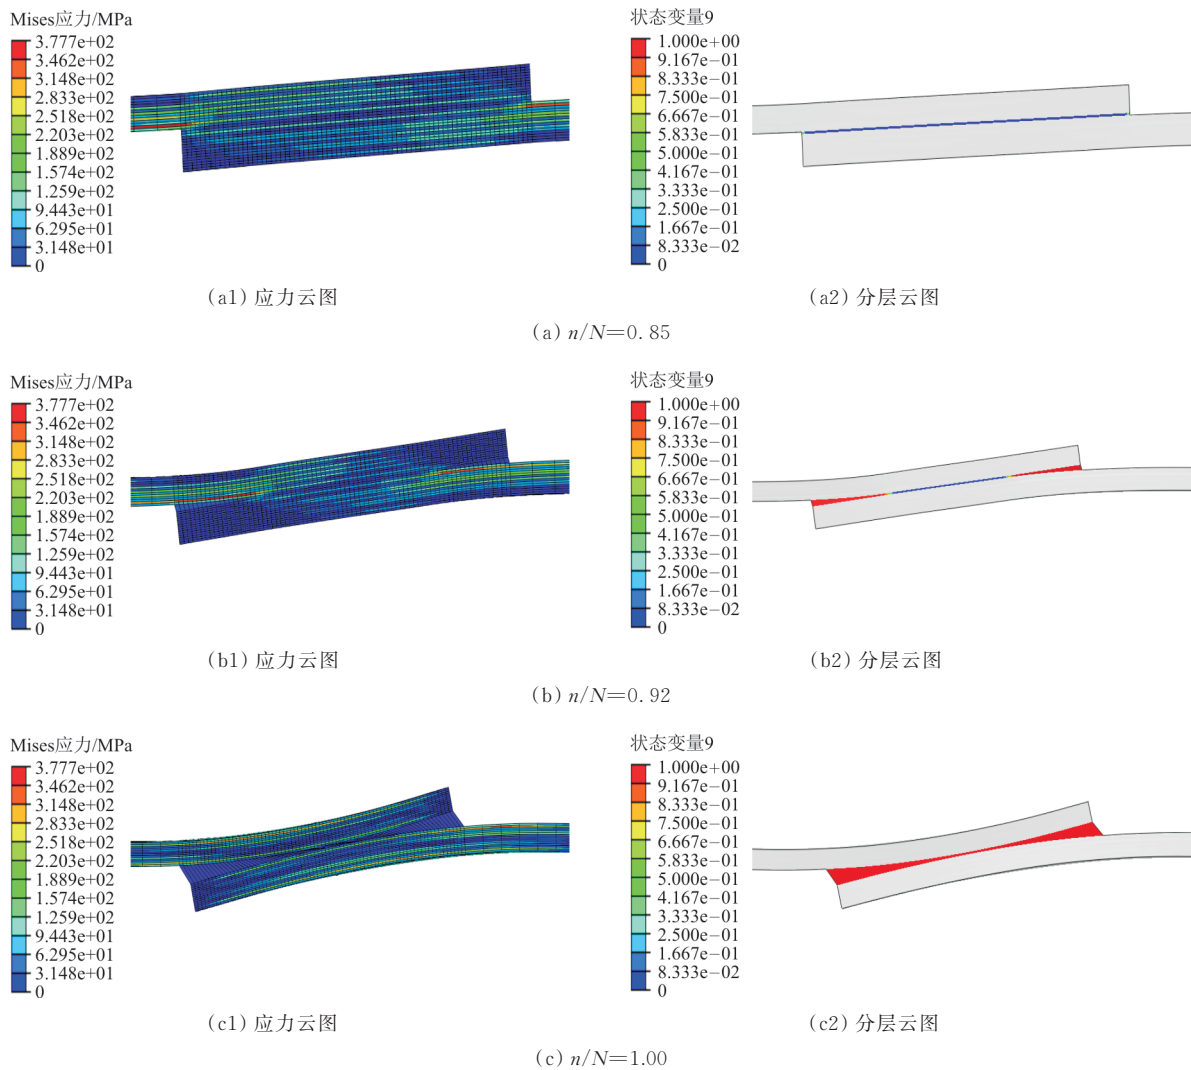 Mises应力/MPa
3.777e+02
3.462e+02
3.148e+02
2.833e+02
2.518e+02
2.203e+02
1.889e+02
1.574e+02
1.259e+02
9.443e+01
6.295e+01
3.148e+01
0
状态变量9
1.000e+00
9.167e−01
8.333e−01
7.500e−01
6.667e−01
5.833e−01
5.000e−01
4.167e−01
3.333e−01
2.500e−01
1.667e−01
8.333e−02
0
(a1) 应力云图
(a2) 分层云图
(a) n/N=0.85
Mises应力/MPa
3.777e+02
3.462e+02
3.148e+02
2.833e+02
2.518e+02
2.203e+02
1.889e+02
1.574e+02
1.259e+02
9.443e+01
6.295e+01
3.148e+01
0
状态变量9
1.000e+00
9.167e−01
8.333e−01
7.500e−01
6.667e−01
5.833e−01
5.000e−01
4.167e−01
3.333e−01
2.500e−01
1.667e−01
8.333e−02
0
(b1) 应力云图
(b2) 分层云图
(b) n/N=0.92
Mises应力/MPa
3.777e+02
3.462e+02
3.148e+02
2.833e+02
2.518e+02
2.203e+02
1.889e+02
1.574e+02
1.259e+02
9.443e+01
6.295e+01
3.148e+01
0
状态变量9
1.000e+00
9.167e−01
8.333e−01
7.500e−01
6.667e−01
5.833e−01
5.000e−01
4.167e−01
3.333e−01
2.500e−01
1.667e−01
8.333e−02
0
(c1) 应力云图
(c2) 分层云图
(c) n/N=1.00